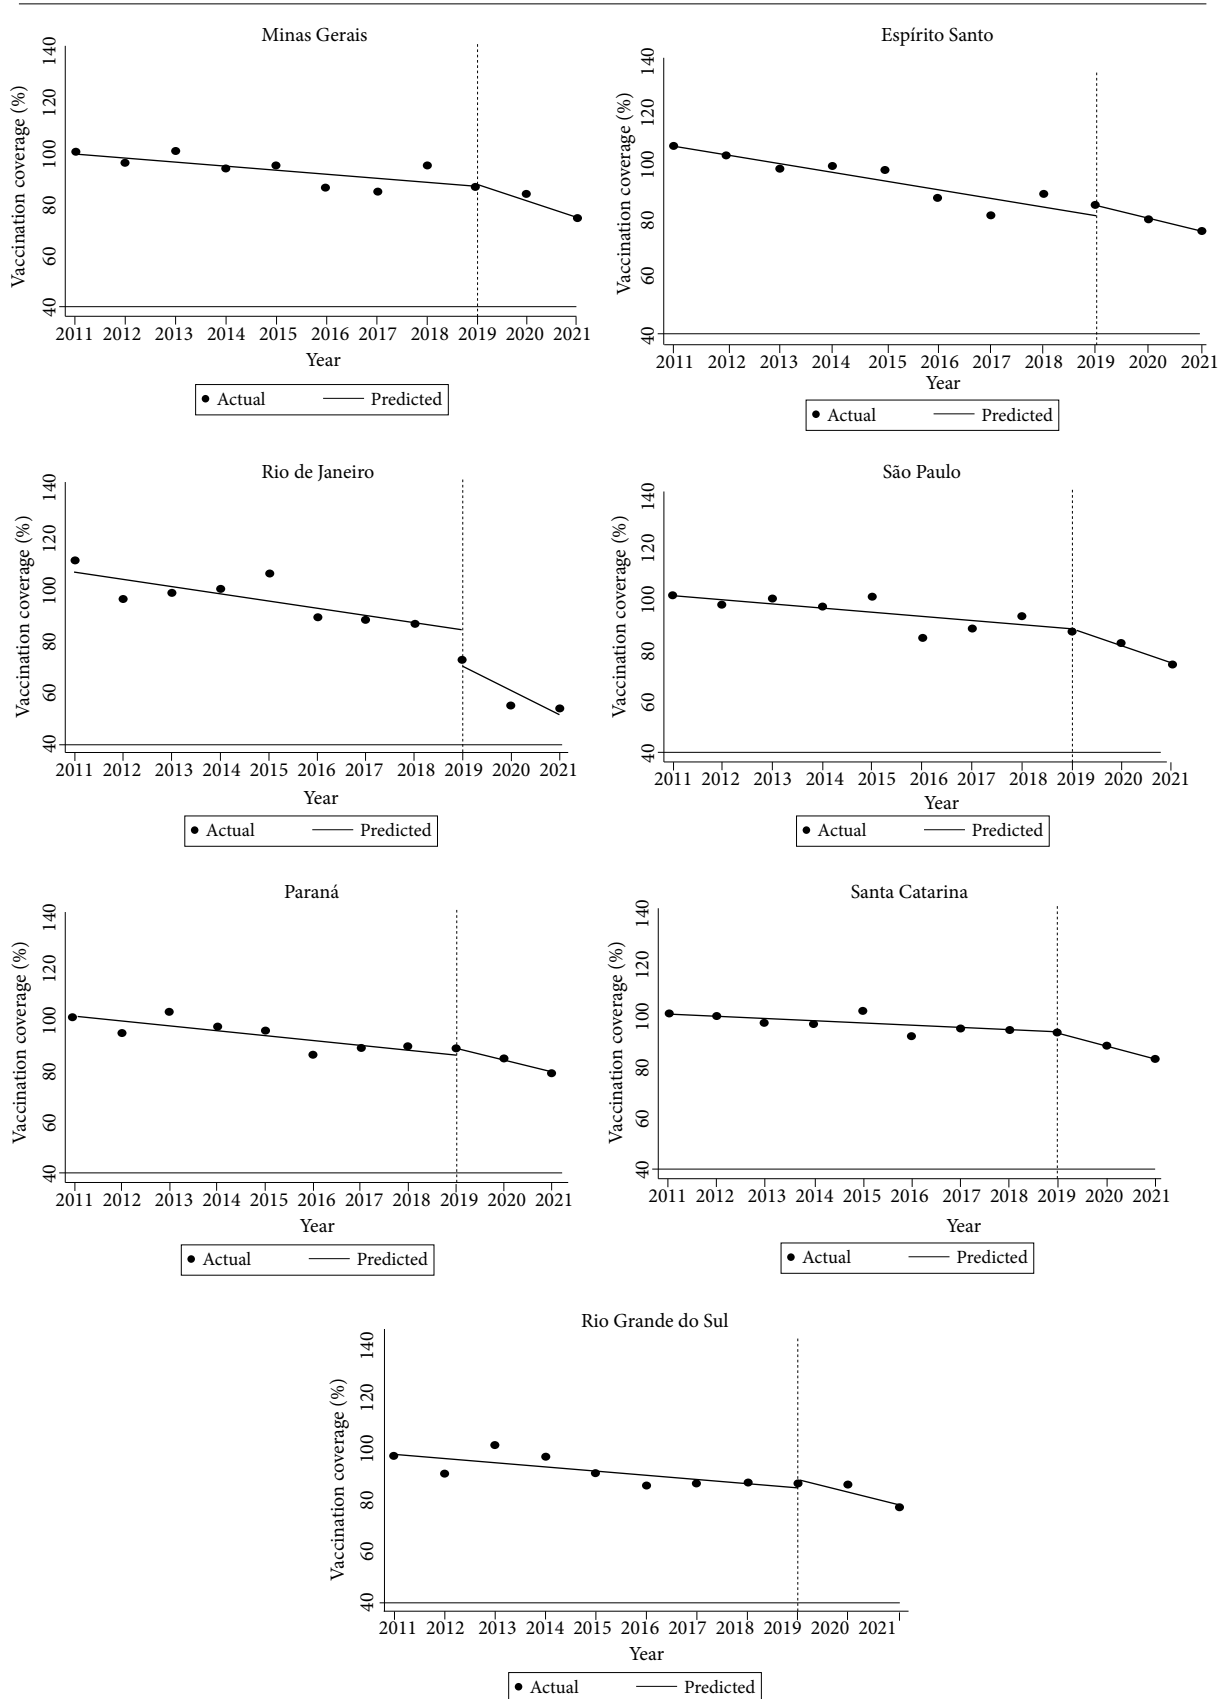 Minas Gerais
Vaccination coverage (%)
140
120
100
80
60
40
2011 2012 2013 2014 2015 2016 2017 2018 2019 2020 2021
Year
Actual Predicted
Espírito Santo
Vaccination coverage (%)
140
120
100
80
60
40
2011 2012 2013 2014 2015 2016 2017 2018 2019 2020 2021
Year
Actual Predicted
Rio de Janeiro
Vaccination coverage (%)
140
120
100
80
60
40
2011 2012 2013 2014 2015 2016 2017 2018 2019 2020 2021
Year
Actual Predicted
São Paulo
Vaccination coverage (%)
140
120
100
80
60
40
2011 2012 2013 2014 2015 2016 2017 2018 2019 2020 2021
Year
Actual Predicted
Paraná
Vaccination coverage (%)
140
120
100
80
60
40
2011 2012 2013 2014 2015 2016 2017 2018 2019 2020 2021
Year
Actual Predicted
Santa Catarina
Vaccination coverage (%)
140
120
100
80
60
40
2011 2012 2013 2014 2015 2016 2017 2018 2019 2020 2021
Year
Actual Predicted
Rio Grande do Sul
Vaccination coverage (%)
140
120
100
80
60
40
2011 2012 2013 2014 2015 2016 2017 2018 2019 2020 2021
Year
Actual Predicted